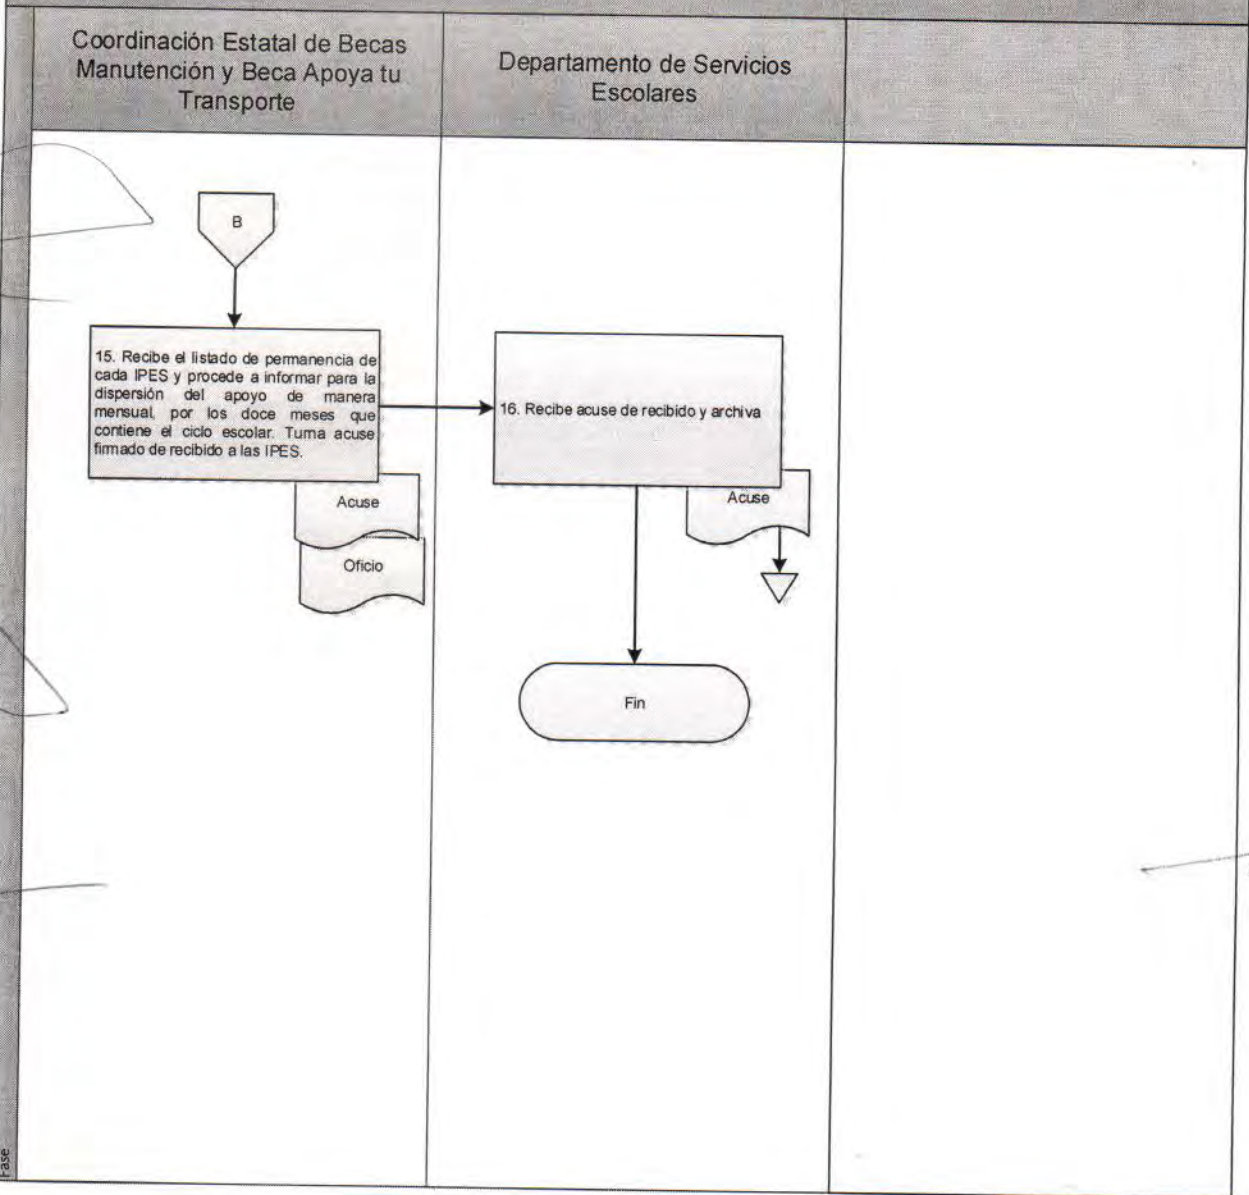 Coordinación Estatal de Becas
Manutención y Beca Apoya tu
Transporte
Departamento de Servicios
Escolares
B
15. Recibe el listado de permanencia de
cada IPES y procede a informar para la
dispersión del apoyo de manera
mensual, por los doce meses que
contiene el ciclo escolar. Turna acuse
firmado de recibido a las IPES.
Acuse
Oficio
16. Recibe acuse de recibido y archiva
Acuse
Fin
Fase